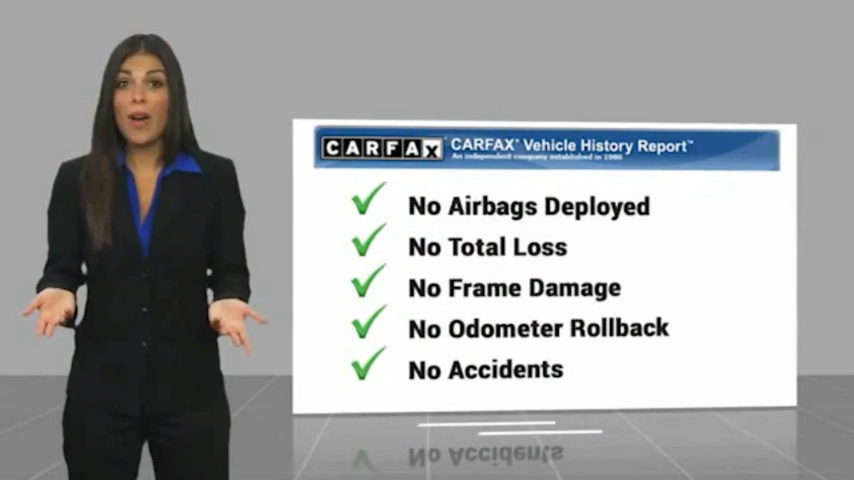 CARFAX CARFAX Vehicle History Report™
An independent company established in 1986
No Airbags Deployed
No Total Loss
No Frame Damage
No Odometer Rollback
No Accidents
No Accidents